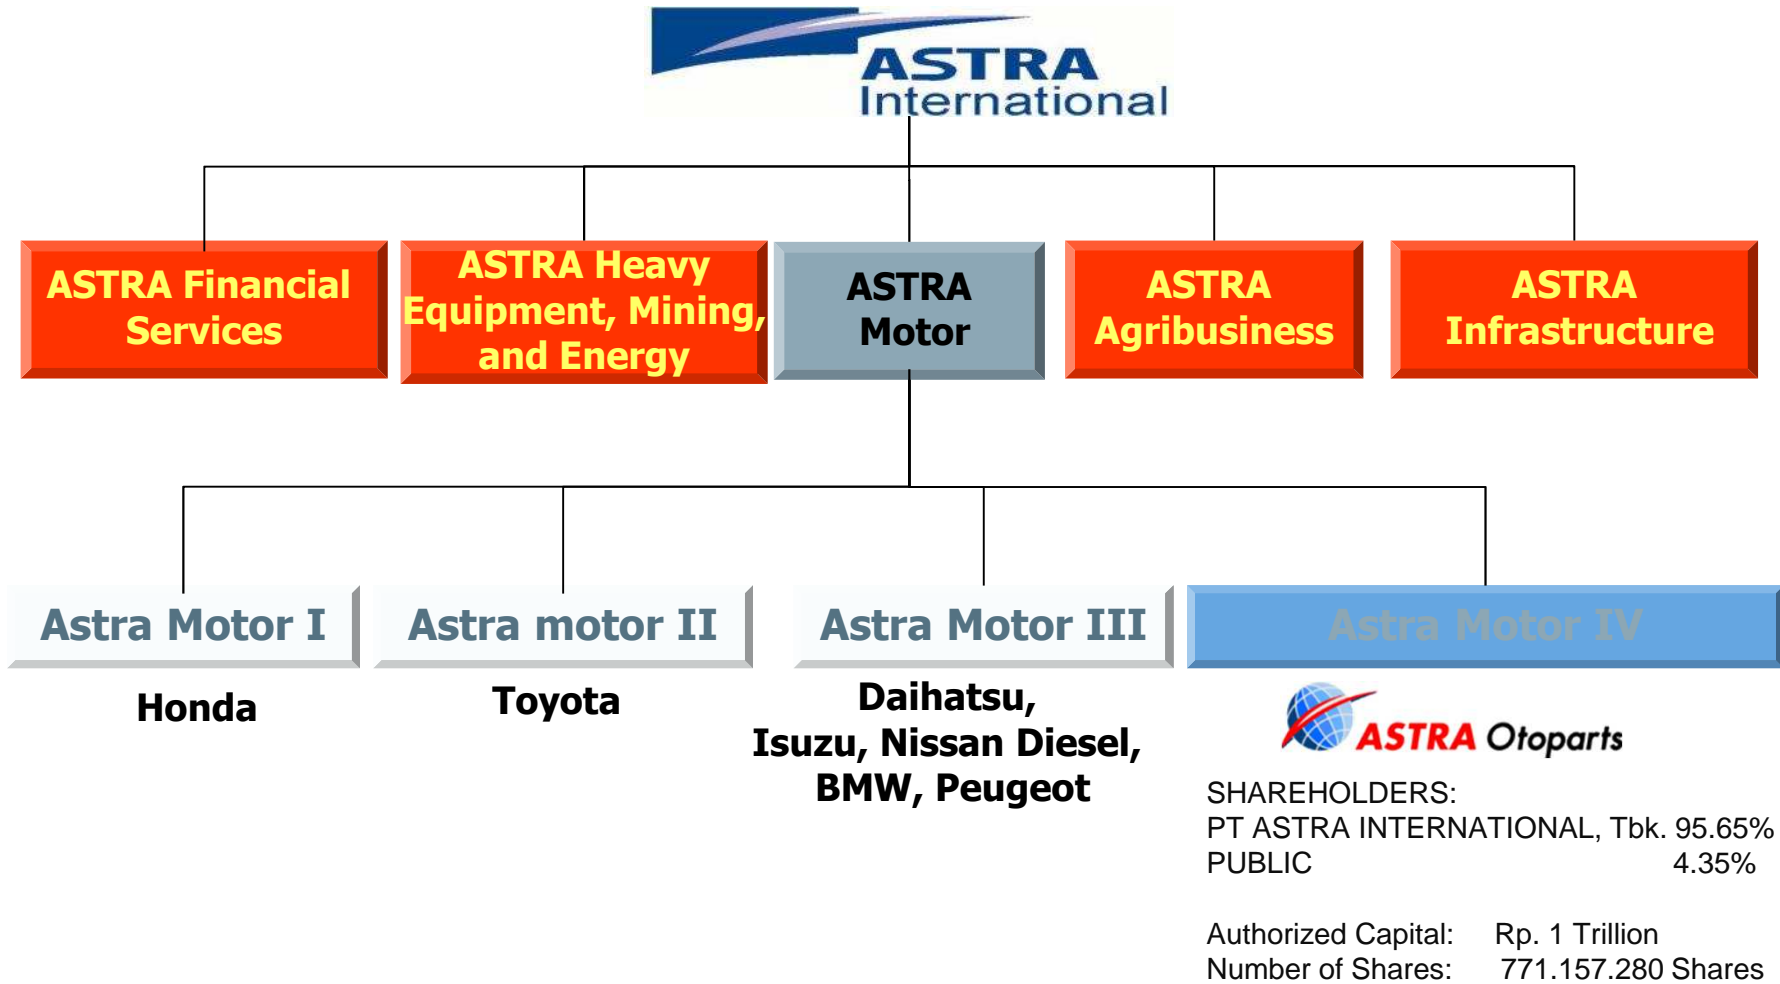 ASTRA
International
ASTRA Financial
Services
ASTRA Heavy
Equipment, Mining,
and Energy
ASTRA
Motor
ASTRA
Agribusiness
ASTRA
Infrastructure
Astra Motor I
Astra motor II
Astra Motor III
Astra Motor IV
Honda
Toyota
Daihatsu,
Isuzu, Nissan Diesel,
BMW, Peugeot
ASTRA Otoparts
SHAREHOLDERS:
PT ASTRA INTERNATIONAL, Tbk. 95.65%
PUBLIC 4.35%
Authorized Capital: Rp. 1 Trillion
Number of Shares: 771.157.280 Shares